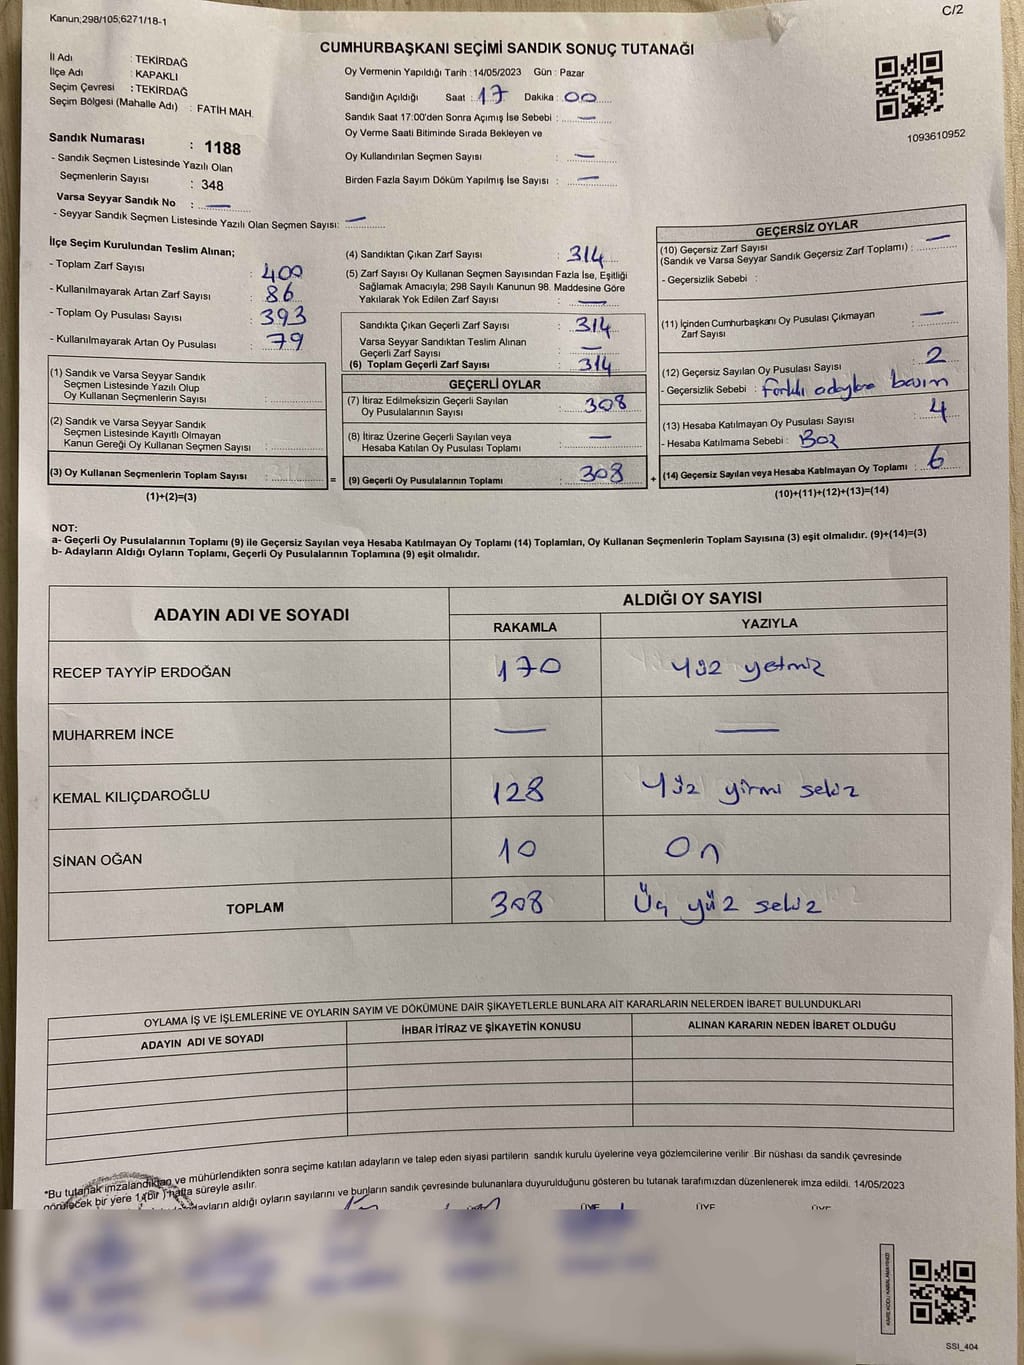 Kanun;298/105;6271/18-1
C/2
CUMHURBAŞKANI SEÇİMİ SANDIK SONUÇ TUTANAĞI
İl Adı : TEKİRDAĞ
İlçe Adı : KAPAKLI
Seçim Çevresi : TEKİRDAĞ
Seçim Bölgesi (Mahalle Adı) : FATİH MAH.
Oy Vermenin Yapıldığı Tarih : 14/05/2023 Gün : Pazar
Sandığın Açıldığı Saat : 17 Dakika : 00
Sandık Saat 17:00'den Sonra Açımış İse Sebebi : —
Oy Verme Saati Bitiminde Sırada Bekleyen ve
Oy Kullandırılan Seçmen Sayısı : —
Birden Fazla Sayım Döküm Yapılmış İse Sayısı : —
1093610952
Sandık Numarası : 1188
- Sandık Seçmen Listesinde Yazılı Olan
Seçmenlerin Sayısı : 348
Varsa Seyyar Sandık No : —
- Seyyar Sandık Seçmen Listesinde Yazılı Olan Seçmen Sayısı: —
İlçe Seçim Kurulundan Teslim Alınan;
- Toplam Zarf Sayısı : 400
- Kullanılmayarak Artan Zarf Sayısı : 86
- Toplam Oy Pusulası Sayısı : 393
- Kullanılmayarak Artan Oy Pusulası : 79
(1) Sandık ve Varsa Seyyar Sandık
Seçmen Listesinde Yazılı Olup
Oy Kullanan Seçmenlerin Sayısı :
(2) Sandık ve Varsa Seyyar Sandık
Seçmen Listesinde Kayıtlı Olmayan
Kanun Gereği Oy Kullanan Seçmen Sayısı :
(3) Oy Kullanan Seçmenlerin Toplam Sayısı : =
(1)+(2)=(3)
(4) Sandıktan Çıkan Zarf Sayısı : 314
(5) Zarf Sayısı Oy Kullanan Seçmen Sayısından Fazla İse, Eşitliği
Sağlamak Amacıyla; 298 Sayılı Kanunun 98. Maddesine Göre
Yakılarak Yok Edilen Zarf Sayısı : —
Sandıkta Çıkan Geçerli Zarf Sayısı : 314
Varsa Seyyar Sandıktan Teslim Alınan
Geçerli Zarf Sayısı : —
(6) Toplam Geçerli Zarf Sayısı : 314
GEÇERLİ OYLAR
(7) İtiraz Edilmeksizin Geçerli Sayılan
Oy Pusulalarının Sayısı : 308
(8) İtiraz Üzerine Geçerli Sayılan veya
Hesaba Katılan Oy Pusulası Toplamı : —
(9) Geçerli Oy Pusulalarının Toplamı : 308 +
GEÇERSİZ OYLAR
(10) Geçersiz Zarf Sayısı
(Sandık ve Varsa Seyyar Sandık Geçersiz Zarf Toplamı) : —
- Geçersizlik Sebebi :
(11) İçinden Cumhurbaşkanı Oy Pusulası Çıkmayan
Zarf Sayısı : —
(12) Geçersiz Sayılan Oy Pusulası Sayısı : 2
- Geçersizlik Sebebi : Farklı adaylara basım
(13) Hesaba Katılmayan Oy Pusulası Sayısı : 4
- Hesaba Katılmama Sebebi : Boz
(14) Geçersiz Sayılan veya Hesaba Katılmayan Oy Toplamı : 6
(10)+(11)+(12)+(13)=(14)
NOT:
a- Geçerli Oy Pusulalarının Toplamı (9) ile Geçersiz Sayılan veya Hesaba Katılmayan Oy Toplamı (14) Toplamları, Oy Kullanan Seçmenlerin Toplam Sayısına (3) eşit olmalıdır. (9)+(14)=(3)
b- Adayların Aldığı Oyların Toplamı, Geçerli Oy Pusulalarının Toplamına (9) eşit olmalıdır.
ADAYIN ADI VE SOYADI ALDIĞI OY SAYISI
RAKAMLA YAZIYLA
RECEP TAYYİP ERDOĞAN 170 Yüz yetmiz
MUHARREM İNCE — —
KEMAL KILIÇDAROĞLU 128 Yüz yirmi sekiz
SİNAN OĞAN 10 On
TOPLAM 308 Üç yüz sekiz
OYLAMA İŞ VE İŞLEMLERİNE VE OYLARIN SAYIM VE DÖKÜMÜNE DAİR ŞİKAYETLERLE BUNLARA AİT KARARLARIN NELERDEN İBARET BULUNDUKLARI
ADAYIN ADI VE SOYADI İHBAR İTİRAZ VE ŞİKAYETİN KONUSU ALINAN KARARIN NEDEN İBARET OLDUĞU
*Bu tutanak imzalandıktan ve mühürlendikten sonra seçime katılan adayların ve talep eden siyasi partilerin sandık kurulu üyelerine veya gözlemcilerine verilir .Bir nüshası da sandık çevresinde
görülecek bir yere 1 (bir ) hafta süreyle asılır.
aldığı oyların sayılarını ve bunların sandık çevresinde bulunanlara duyurulduğunu gösteren bu tutanak tarafımızdan düzenlenerek imza edildi. 14/05/2023
ÜYE ÜYE
SSI_404